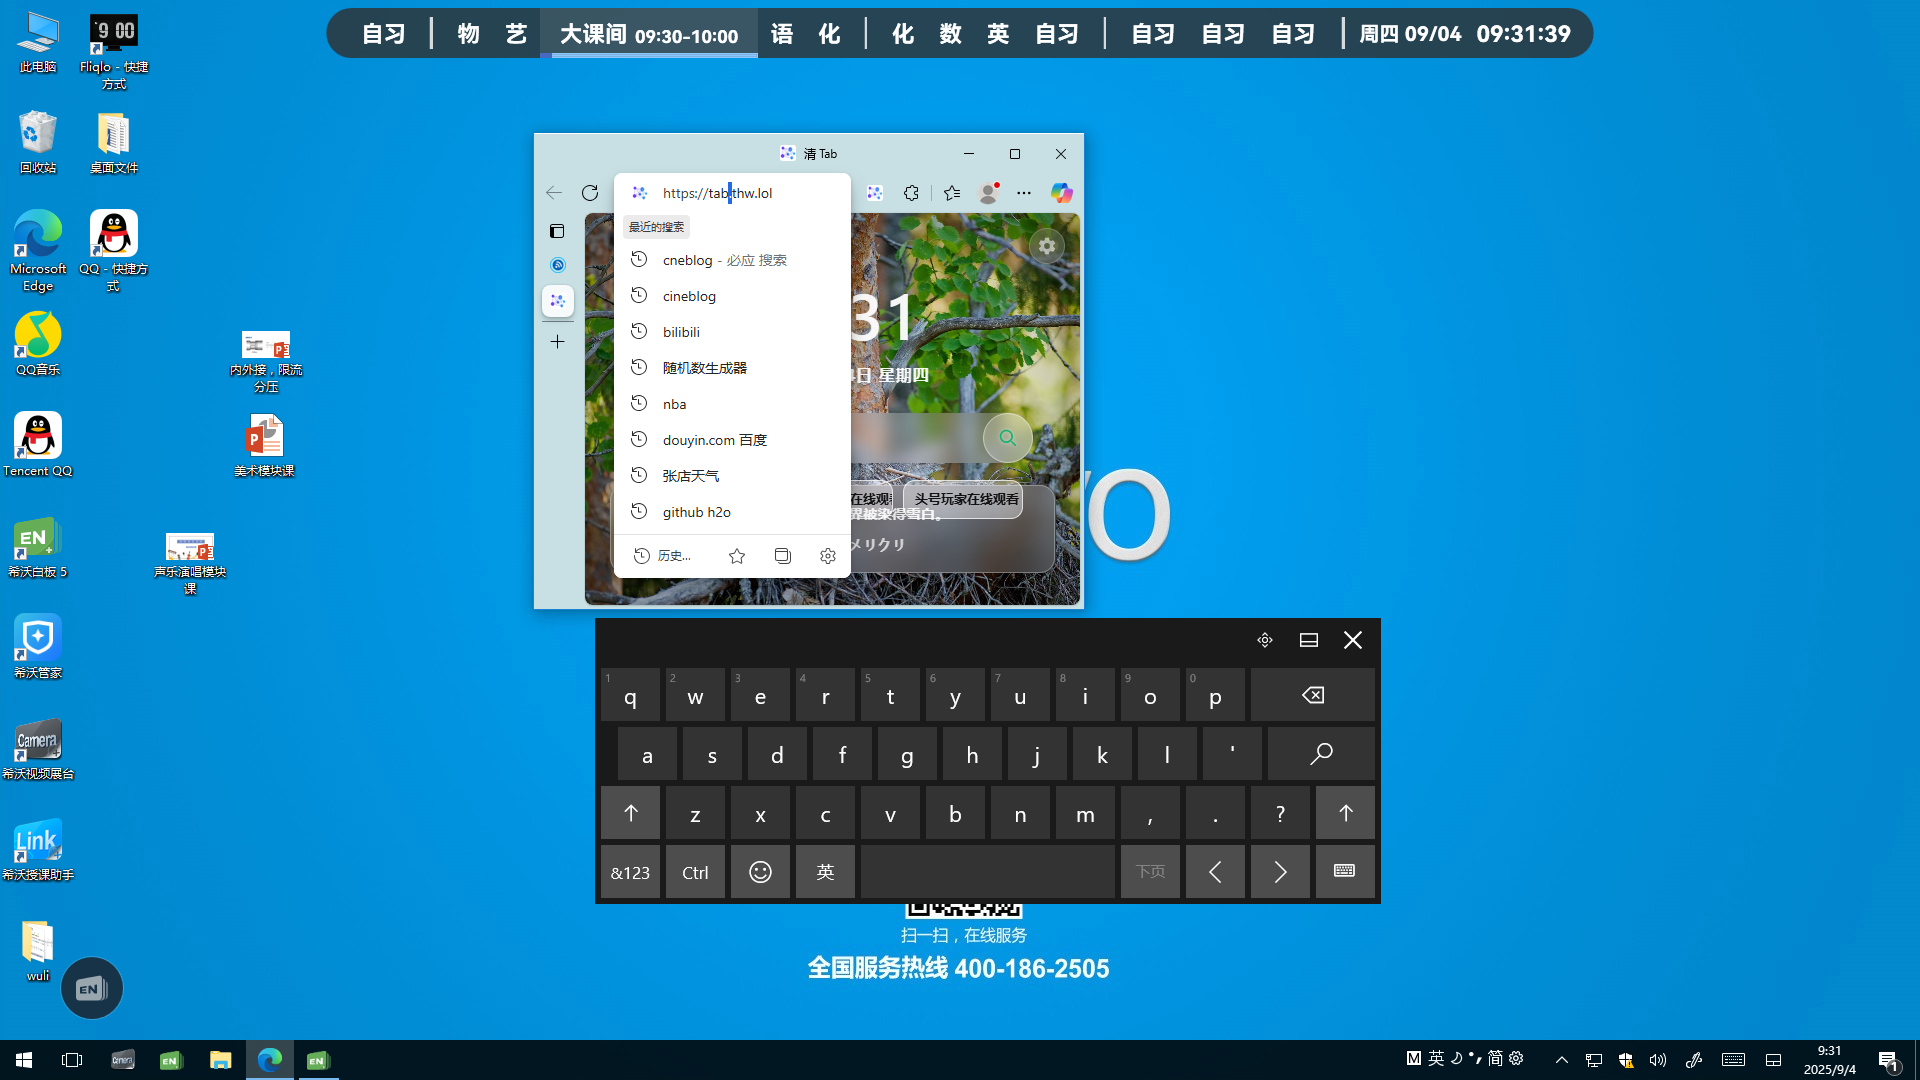 自习 物 艺 大课间 09:30-10:00 语 化 化 数 英 自习 自习 自习 自习 周四 09/04 09:31:39
此电脑
Fliqlo - 快捷
方式
9 00
回收站
桌面文件
Microsoft
Edge
QQ - 快捷方
式
QQ音乐
内外接，限流
分压
Tencent QQ
美术模块课
EN
希沃白板 5
声乐演唱模块
课
希沃管家
Camera
希沃视频展台
Link
希沃授课助手
wuli
EN
清 Tab
https://tab.thw.lol
最近的搜索
cneblog - 必应 搜索
cineblog
bilibili
随机数生成器
nba
douyin.com 百度
张店天气
github h2o
历史...
31
日 星期四
在线观
头号玩家在线观看
界被染得雪白。
メリクリ
1 q 2 w 3 e 4 r 5 t 6 y 7 u 8 i 9 o 0 p
a s d f g h j k l '
z x c v b n m , . ?
&123 Ctrl 英 下页
扫一扫，在线服务
全国服务热线 400-186-2505
Camera
EN
EN
M 英 简
9:31
2025/9/4
1